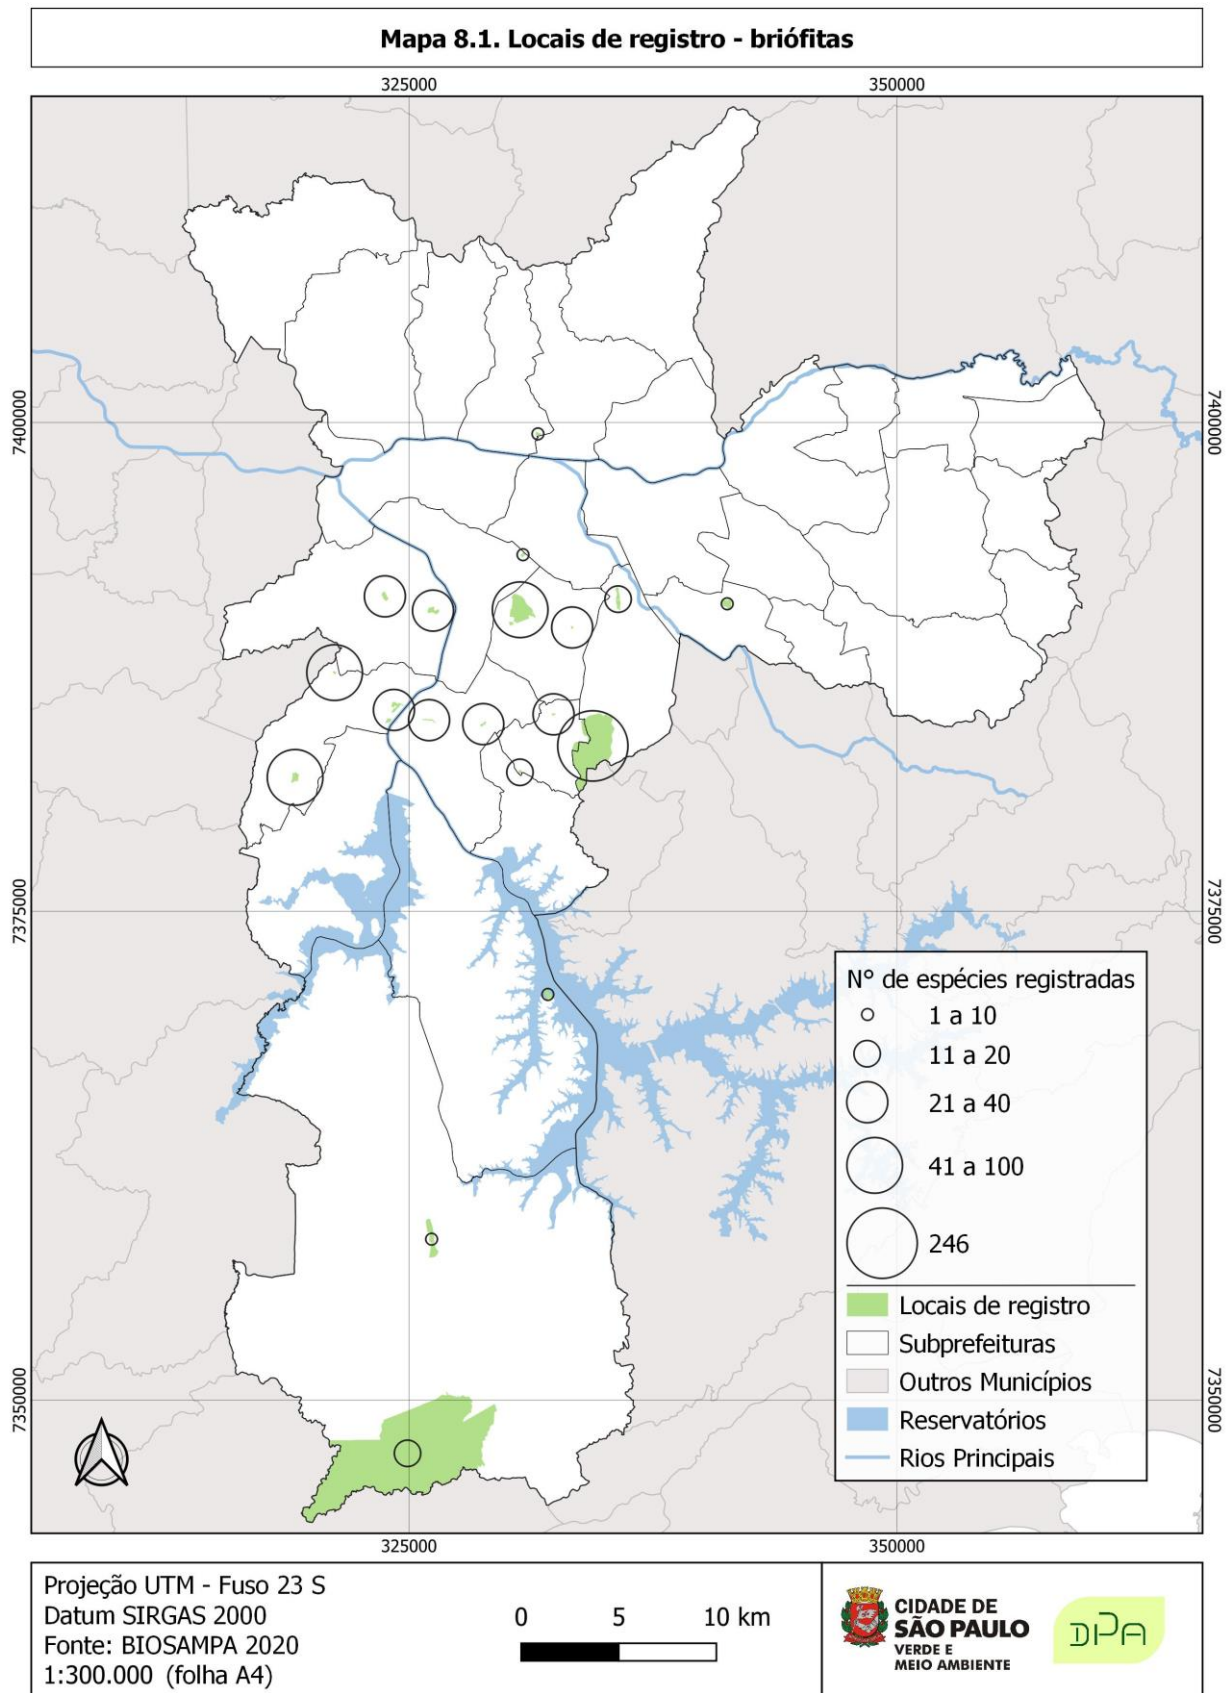 Mapa 8.1. Locais de registro - briófitas
325000
350000
7400000
7400000
7375000
7375000
7350000
7350000
N° de espécies registradas
1 a 10
11 a 20
21 a 40
41 a 100
246
Locais de registro
Subprefeituras
Outros Municípios
Reservatórios
Rios Principais
325000
350000
Projeção UTM - Fuso 23 S
Datum SIRGAS 2000
Fonte: BIOSAMPA 2020
1:300.000 (folha A4)
0 5 10 km
CIDADE DE
SÃO PAULO
VERDE E
MEIO AMBIENTE
DPA